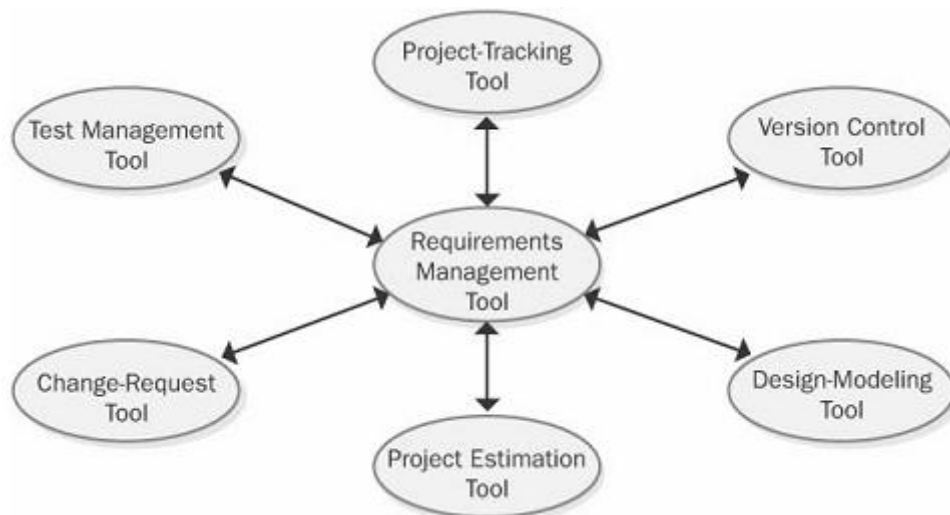 Project-Tracking
Tool
Test Management
Tool
Version Control
Tool
Requirements
Management
Tool
Change-Request
Tool
Design-Modeling
Tool
Project Estimation
Tool